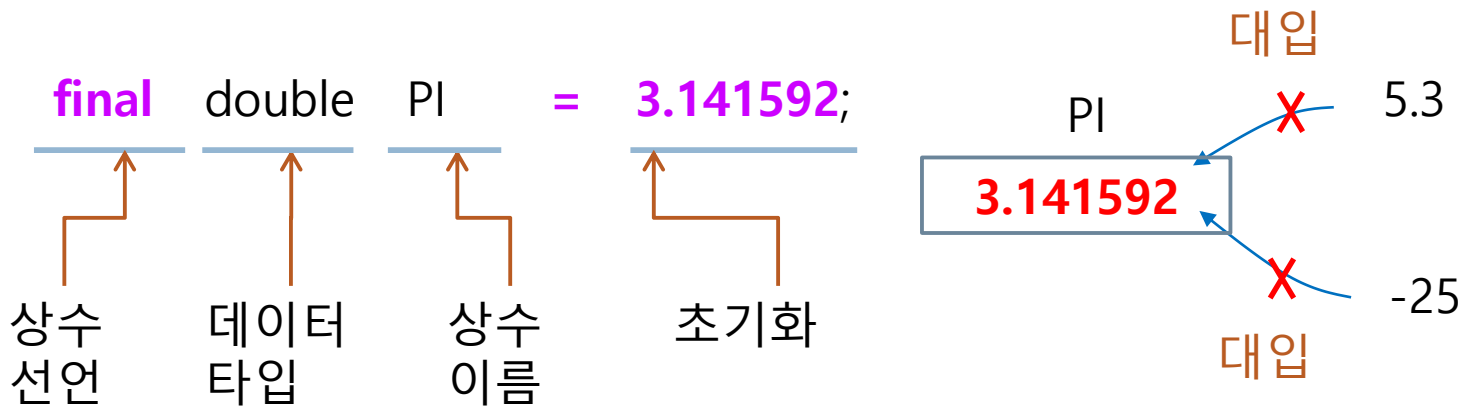 final double PI = 3.141592;
상수
선언
데이터
타입
상수
이름
초기화
대입
5.3
PI
3.141592
-25
대입